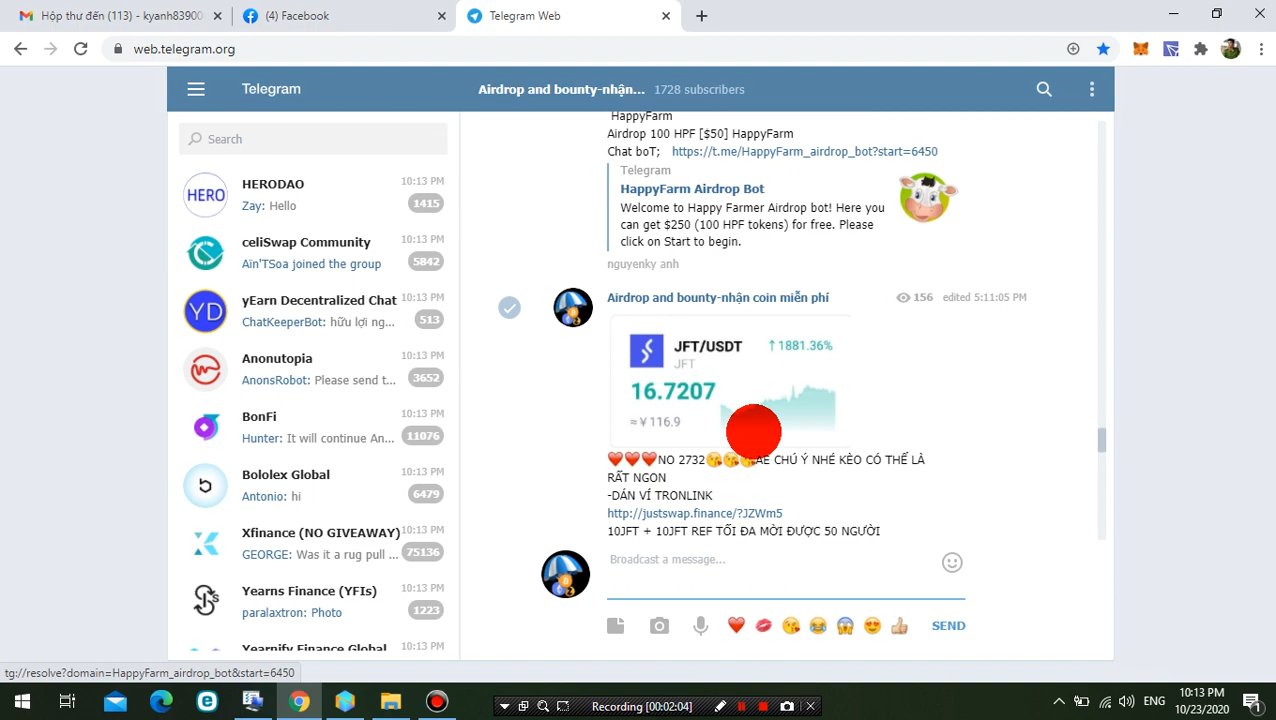 Hộp thư đến (113) - kyanh83900
(4) Facebook
Telegram Web
web.telegram.org
Telegram
Airdrop and bounty-nhận... 1728 subscribers
Search
HERODAO 10:13 PM
Zay: Hello 1415
celiSwap Community 10:13 PM
Aïn'TSoa joined the group 5842
yEarn Decentralized Chat 10:13 PM
ChatKeeperBot: hữu lợi ng... 513
Anonutopia 10:13 PM
AnonsRobot: Please send t... 3652
BonFi 10:13 PM
Hunter: It will continue An... 11076
Bololex Global 10:13 PM
Antonio: hi 6479
Xfinance (NO GIVEAWAY) 10:13 PM
GEORGE: Was it a rug pull ... 75136
Yearns Finance (YFIs) 10:13 PM
paralaxtron: Photo 1223
Yearnify Finance Global 10:13 PM
HappyFarm
Airdrop 100 HPF [$50] HappyFarm
Chat boT; https://t.me/HappyFarm_airdrop_bot?start=6450
Telegram
HappyFarm Airdrop Bot
Welcome to Happy Farmer Airdrop bot! Here you
can get $250 (100 HPF tokens) for free. Please
click on Start to begin.
nguyenky anh
Airdrop and bounty-nhận coin miễn phí 156 edited 5:11:05 PM
JFT/USDT ↑1881.36%
JFT
16.7207
≈¥116.9
❤️❤️❤️NO 2732😘😘😘AE CHÚ Ý NHÉ KÈO CÓ THỂ LÀ
RẤT NGON
-DÁN VÍ TRONLINK
http://justswap.finance/?JZWm5
10JFT + 10JFT REF TỐI ĐA MỜI ĐƯỢC 50 NGƯỜI
Broadcast a message...
SEND
tg://resolve?domain=HappyFarm_airdrop_bot&start=6450
Recording [00:02:04]
ENG
10:13 PM
10/23/2020
1